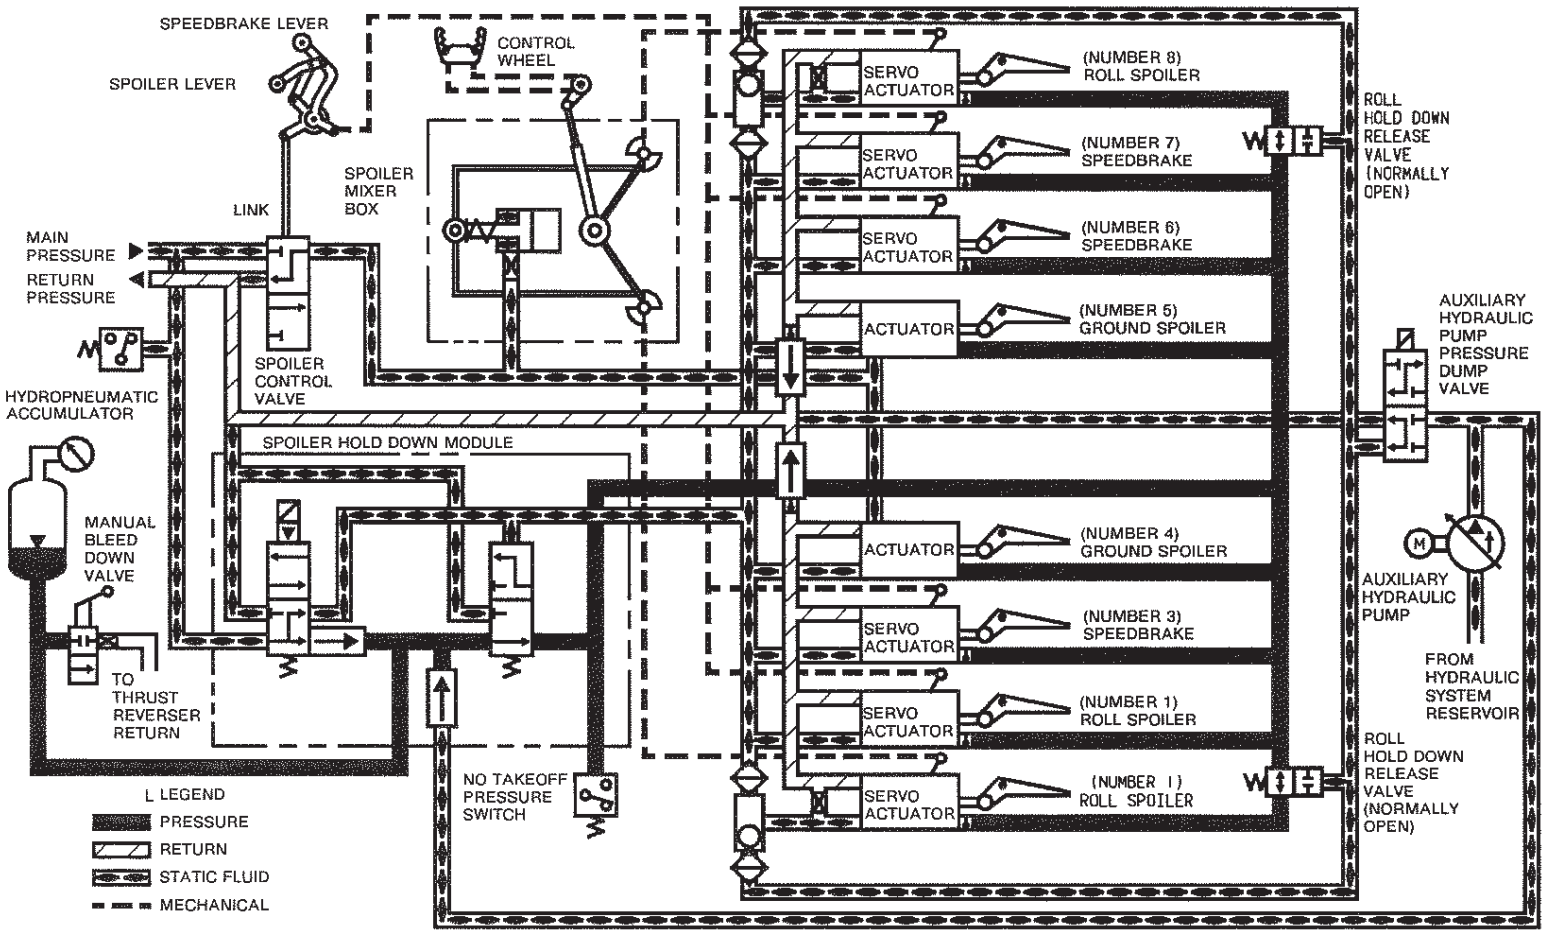 SPEEDBRAKE LEVER
SPOILER LEVER
CONTROL
WHEEL
SPOILER
MIXER
BOX
LINK
MAIN
PRESSURE
RETURN
PRESSURE
SPOILER
CONTROL
VALVE
HYDROPNEUMATIC
ACCUMULATOR
SPOILER HOLD DOWN MODULE
MANUAL
BLEED
DOWN
VALVE
TO
THRUST
REVERSER
RETURN
NO TAKEOFF
PRESSURE
SWITCH
L LEGEND
PRESSURE
RETURN
STATIC FLUID
MECHANICAL
SERVO
ACTUATOR
(NUMBER 8)
ROLL SPOILER
SERVO
ACTUATOR
(NUMBER 7)
SPEEDBRAKE
SERVO
ACTUATOR
(NUMBER 6)
SPEEDBRAKE
ACTUATOR
(NUMBER 5)
GROUND SPOILER
ACTUATOR
(NUMBER 4)
GROUND SPOILER
SERVO
ACTUATOR
(NUMBER 3)
SPEEDBRAKE
SERVO
ACTUATOR
(NUMBER 1)
ROLL SPOILER
SERVO
ACTUATOR
(NUMBER 1)
ROLL SPOILER
ROLL
HOLD DOWN
RELEASE
VALVE
(NORMALLY
OPEN)
AUXILIARY
HYDRAULIC
PUMP
PRESSURE
DUMP
VALVE
M
AUXILIARY
HYDRAULIC
PUMP
FROM
HYDRAULIC
SYSTEM
RESERVOIR
ROLL
HOLD DOWN
RELEASE
VALVE
(NORMALLY
OPEN)